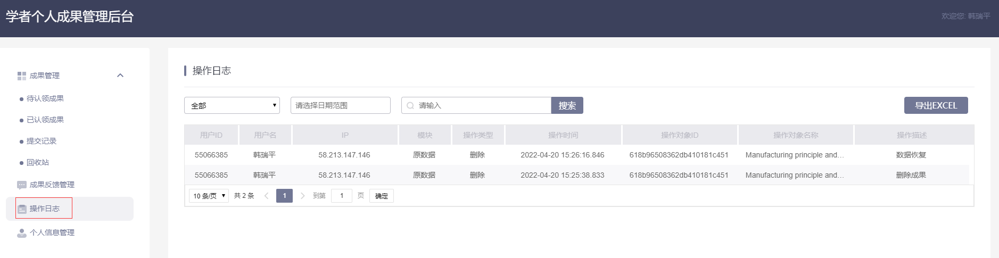 学者个人成果管理后台
欢迎您: 韩瑞平
成果管理
待认领成果
已认领成果
提交记录
回收站
成果反馈管理
操作日志
个人信息管理
操作日志
全部 请选择日期范围 请输入 搜索 导出EXCEL
用户ID 用户名 IP 模块 操作类型 操作时间 操作对象ID 操作对象名称 操作描述
55066385 韩瑞平 58.213.147.146 原数据 删除 2022-04-20 15:26:16.846 618b96508362db410181c451 Manufacturing principle and... 数据恢复
55066385 韩瑞平 58.213.147.146 原数据 删除 2022-04-20 15:25:38.833 618b96508362db410181c451 Manufacturing principle and... 删除成果
10 条/页 共 2 条 1 到第 1 页 确定